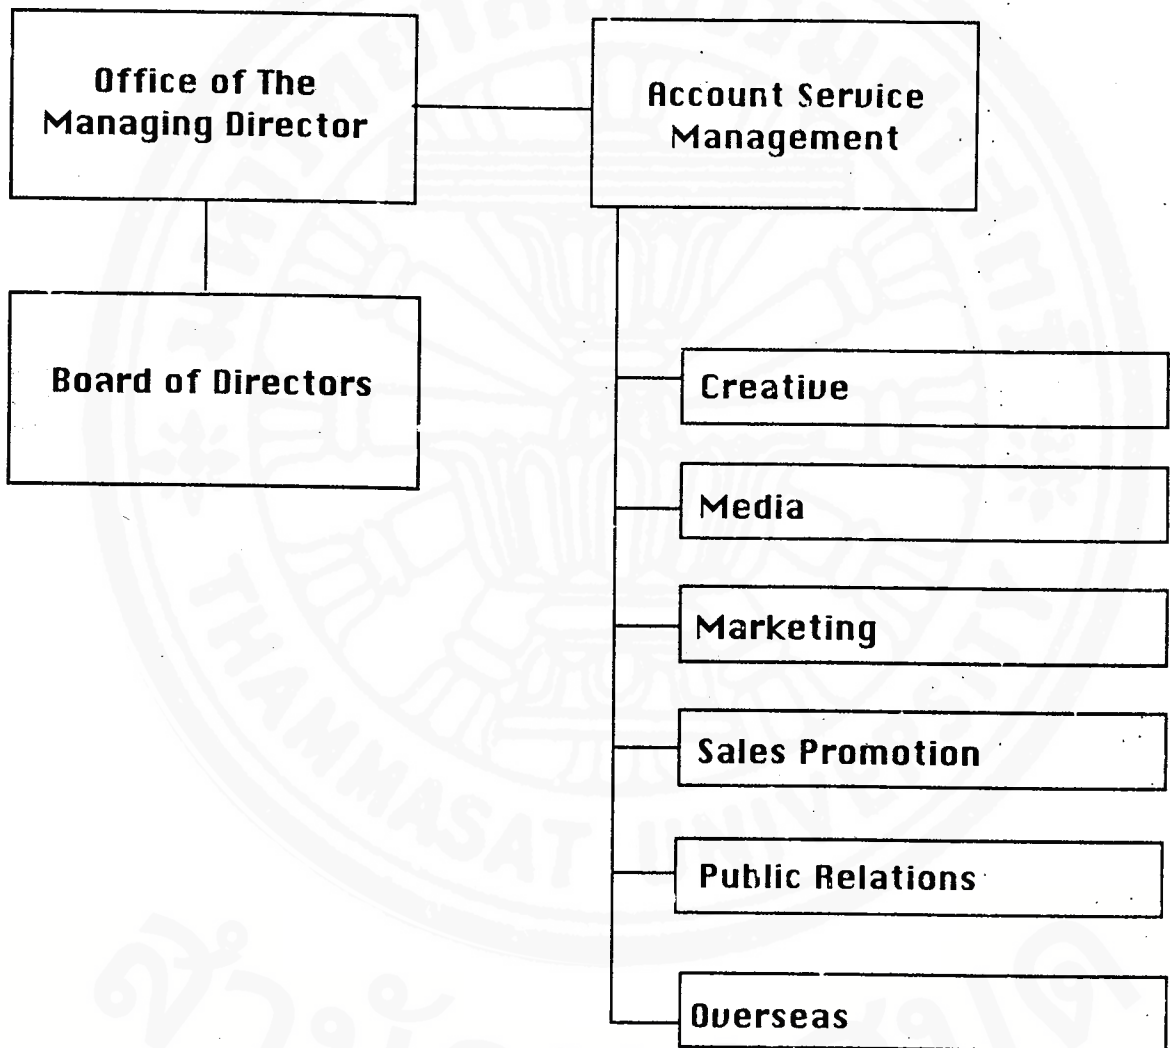 Office of The
Managing Director
Account Service
Management
Board of Directors
Creative
Media
Marketing
Sales Promotion
Public Relations
Overseas
THAMMASAT UNIVERSITY